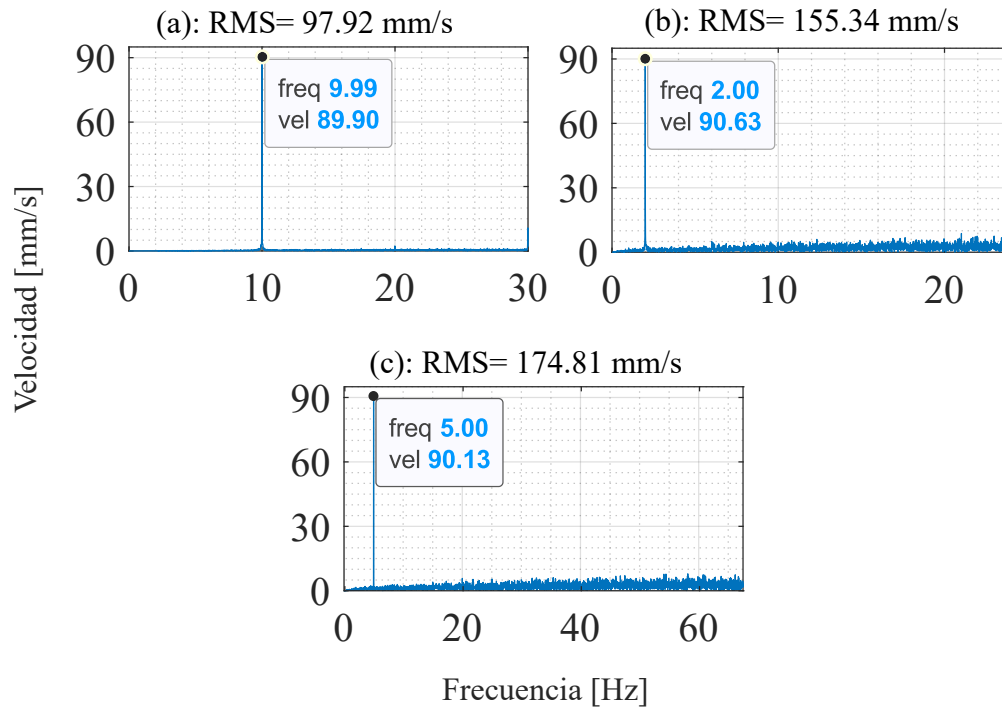 (a): RMS= 97.92 mm/s
90
60
30
0
freq 9.99
vel 89.90
0 10 20 30
(b): RMS= 155.34 mm/s
90
60
30
0
freq 2.00
vel 90.63
0 10 20
Velocidad [mm/s]
(c): RMS= 174.81 mm/s
90
60
30
0
freq 5.00
vel 90.13
0 20 40 60
Frecuencia [Hz]